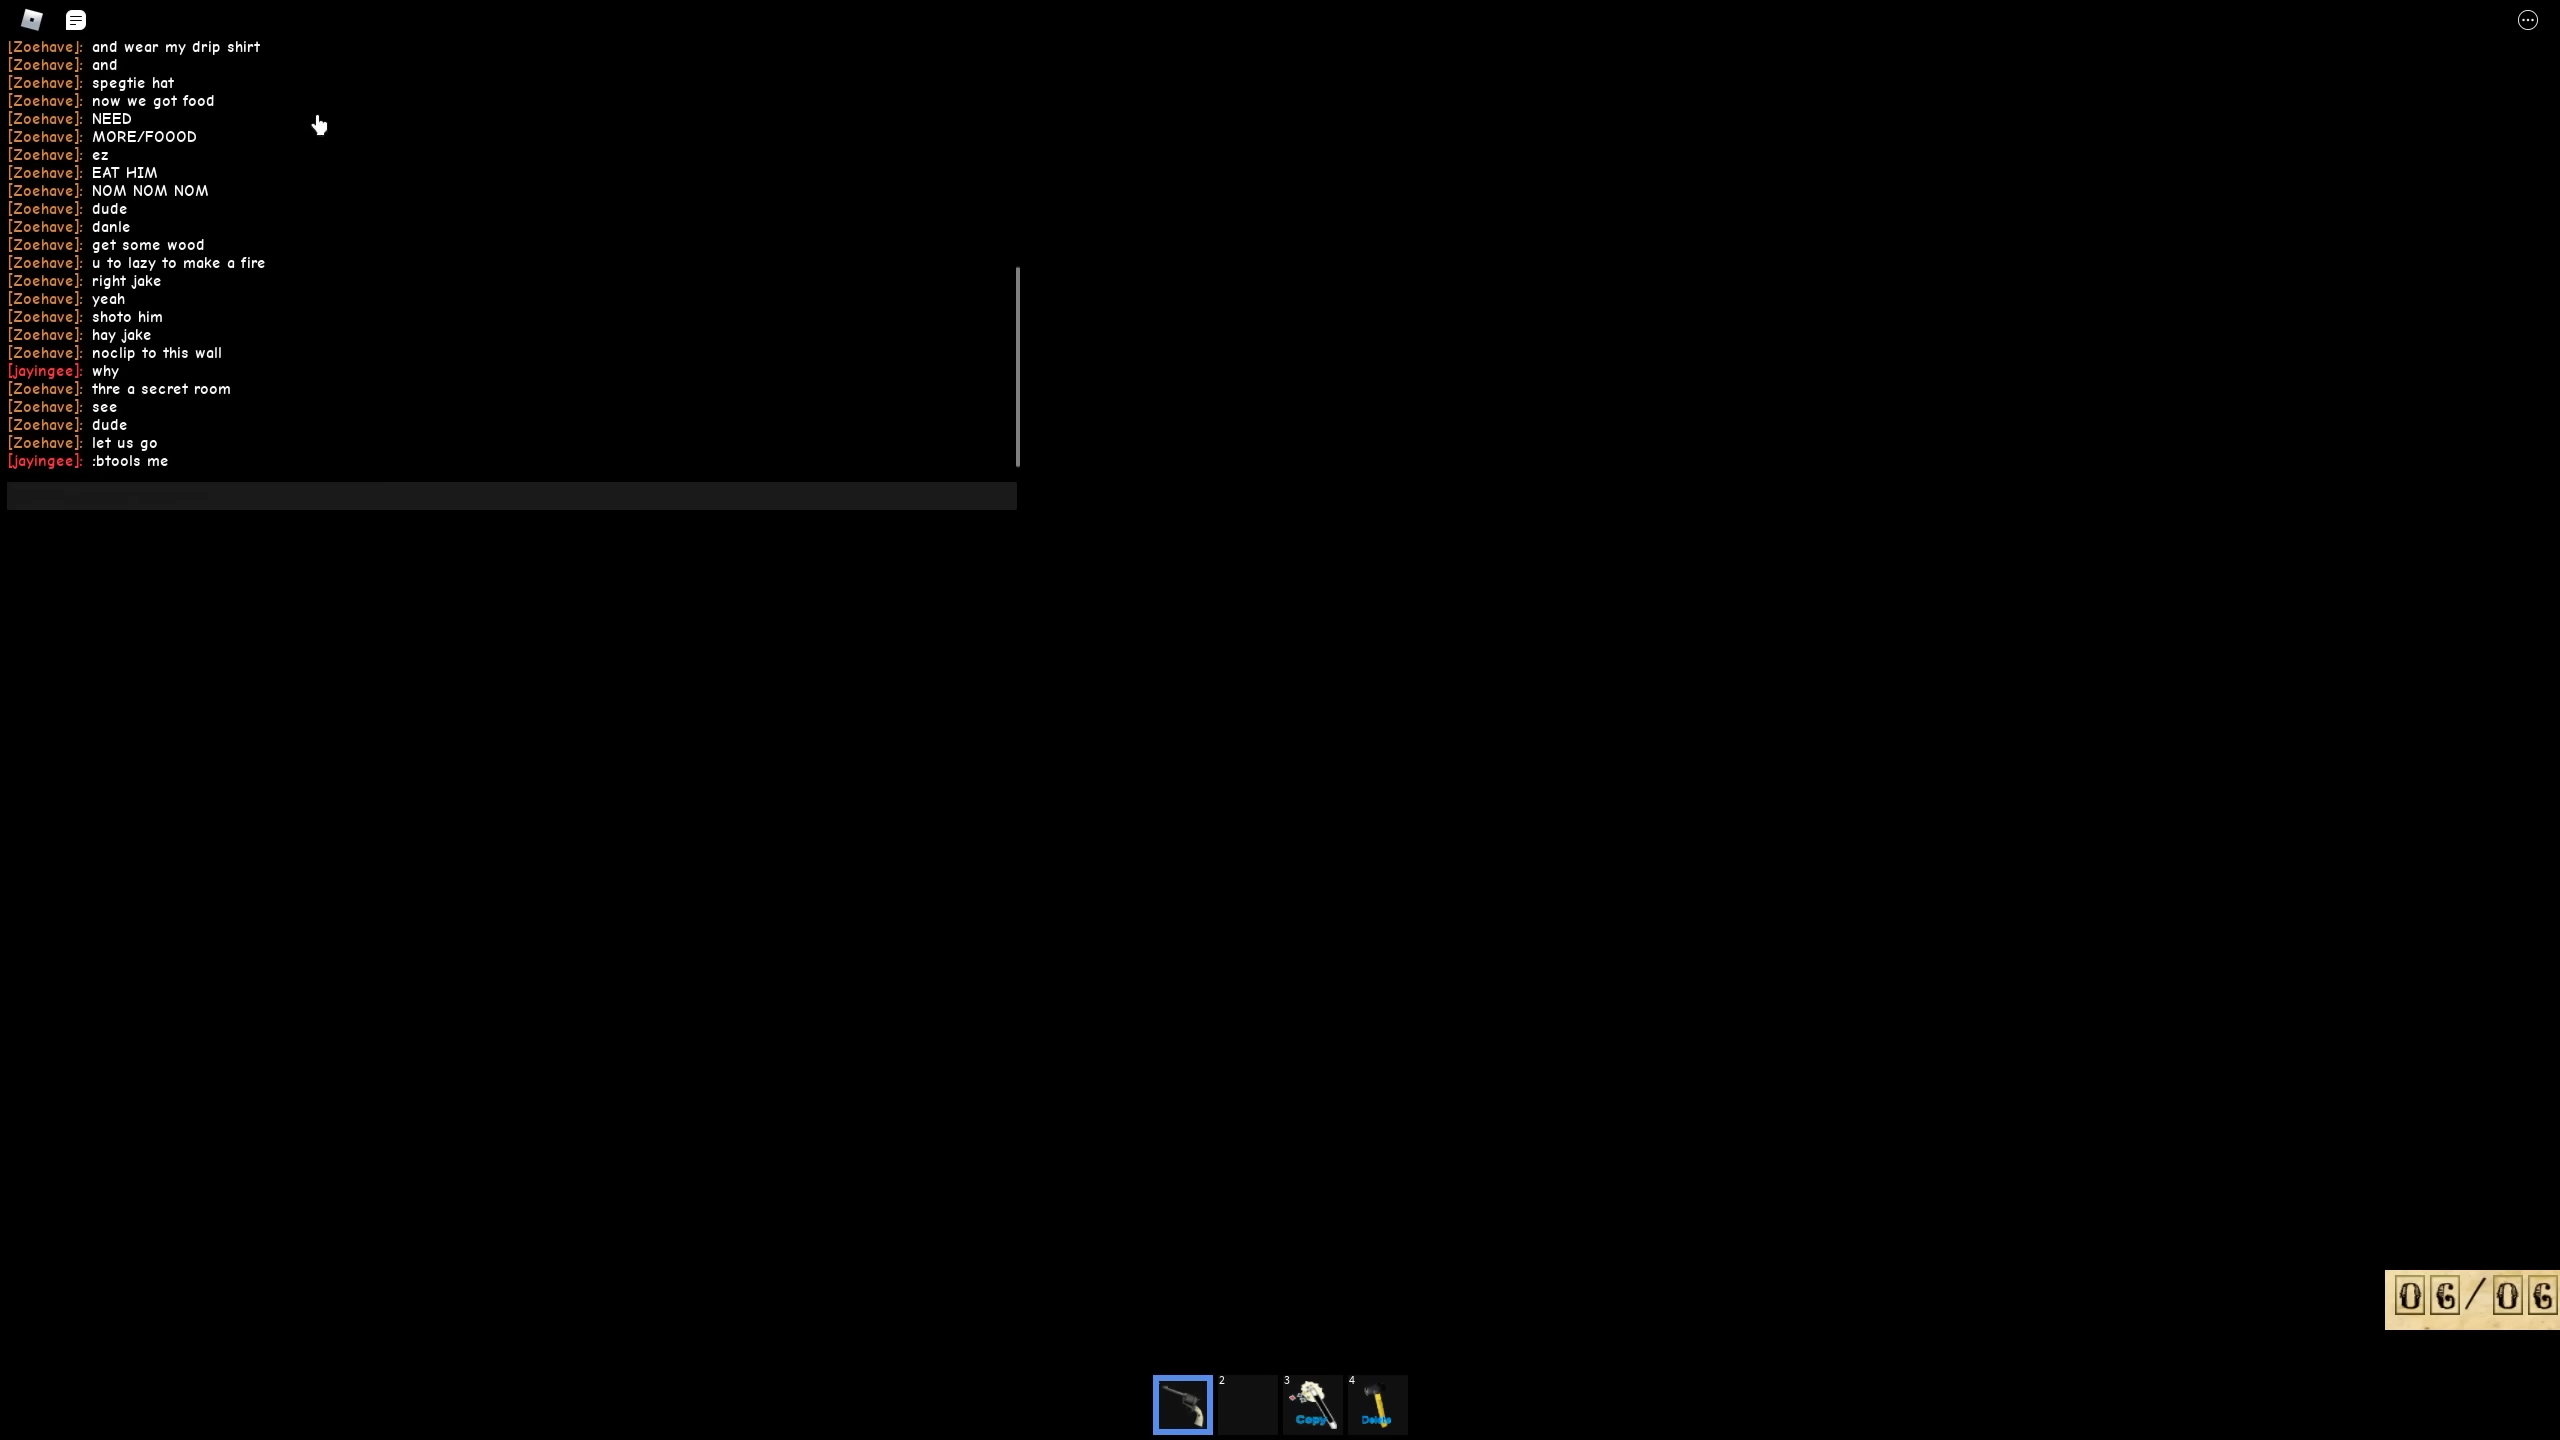 [Zoehave]: and wear my drip shirt
[Zoehave]: and
[Zoehave]: spegtie hat
[Zoehave]: now we got food
[Zoehave]: NEED
[Zoehave]: MORE/FOOOD
[Zoehave]: ez
[Zoehave]: EAT HIM
[Zoehave]: NOM NOM NOM
[Zoehave]: dude
[Zoehave]: danle
[Zoehave]: get some wood
[Zoehave]: u to lazy to make a fire
[Zoehave]: right jake
[Zoehave]: yeah
[Zoehave]: shoto him
[Zoehave]: hay jake
[Zoehave]: noclip to this wall
[jayingee]: why
[Zoehave]: thre a secret room
[Zoehave]: see
[Zoehave]: dude
[Zoehave]: let us go
[jayingee]: :btools me
06/06
2 3 4
Copy Delete